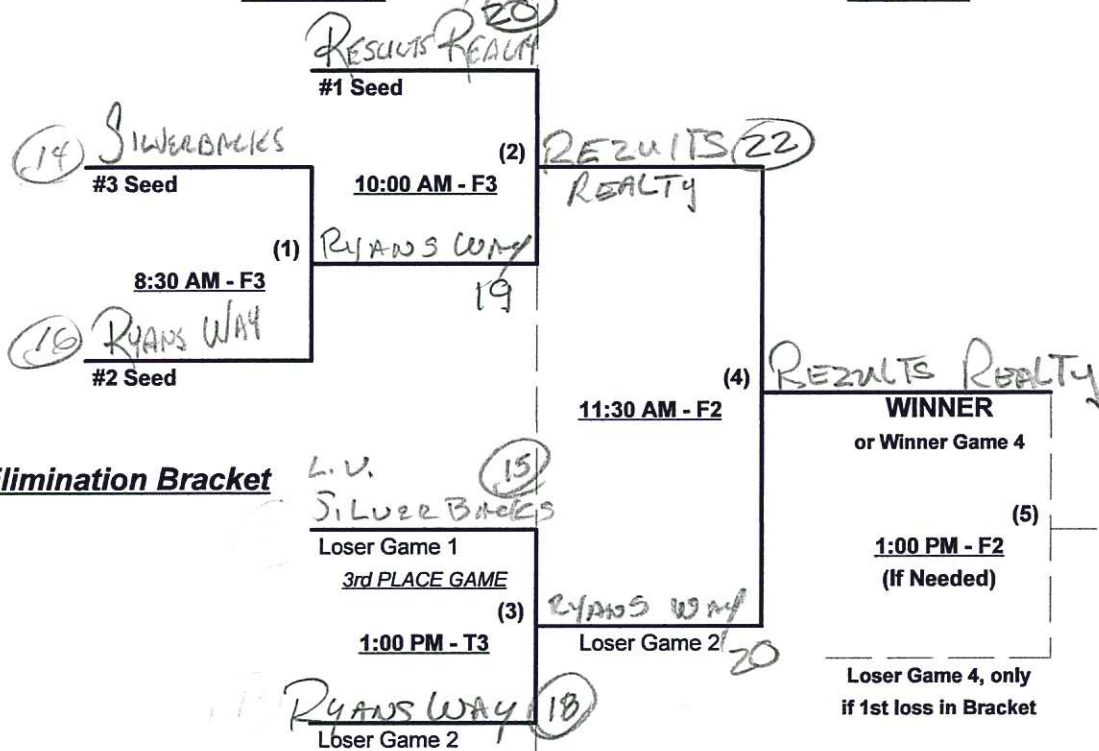 20
RESULTS REALTY
#1 Seed
14 SILVERBACKS
#3 Seed
(2)
REZULTS 22
REALTY
10:00 AM - F3
(1)
RYANS WAY
19
8:30 AM - F3
16 RYANS WAY
#2 Seed
(4)
REZULTS REALTY
11:30 AM - F2
WINNER
or Winner Game 4
limination Bracket
L.V. 15
SILVERBACKS
Loser Game 1
(5)
1:00 PM - F2
(If Needed)
3rd PLACE GAME
(3)
RYANS WAY
1:00 PM - T3
Loser Game 2
20
Loser Game 4, only
if 1st loss in Bracket
RYANS WAY 18
Loser Game 2